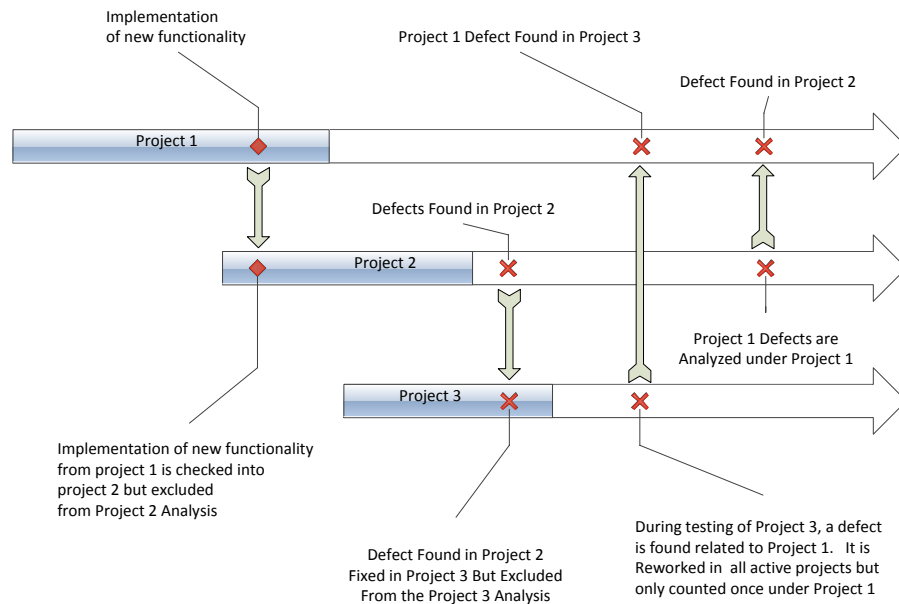 Implementation
of new functionality
Project 1 Defect Found in Project 3
Defect Found in Project 2
Project 1
Defects Found in Project 2
Project 2
Project 1 Defects are
Analyzed under Project 1
Project 3
Implementation of new functionality
from project 1 is checked into
project 2 but excluded
from Project 2 Analysis
Defect Found in Project 2
Fixed in Project 3 But Excluded
From the Project 3 Analysis
During testing of Project 3, a defect
is found related to Project 1.   It is
Reworked in  all active projects but
only counted once under Project 1